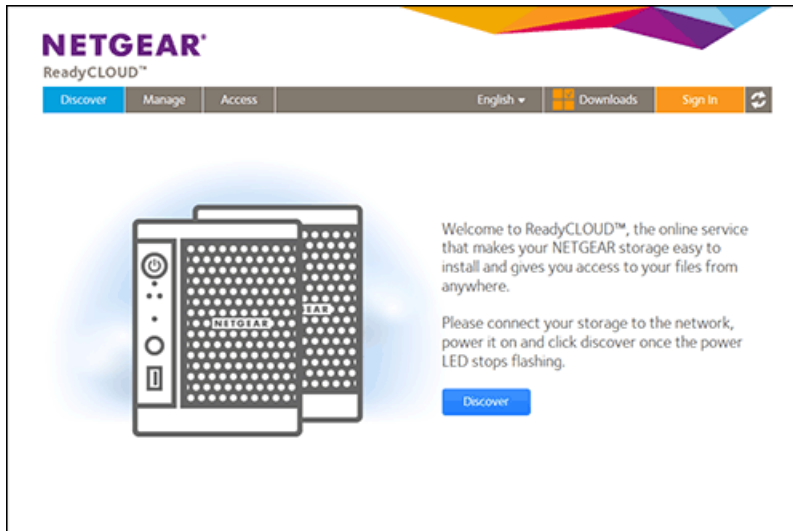 NETGEAR®
ReadyCLOUD™
Discover Manage Access English Downloads Sign In
NETGEAR
EAR
Welcome to ReadyCLOUD™, the online service
that makes your NETGEAR storage easy to
install and gives you access to your files from
anywhere.
Please connect your storage to the network,
power it on and click discover once the power
LED stops flashing.
Discover